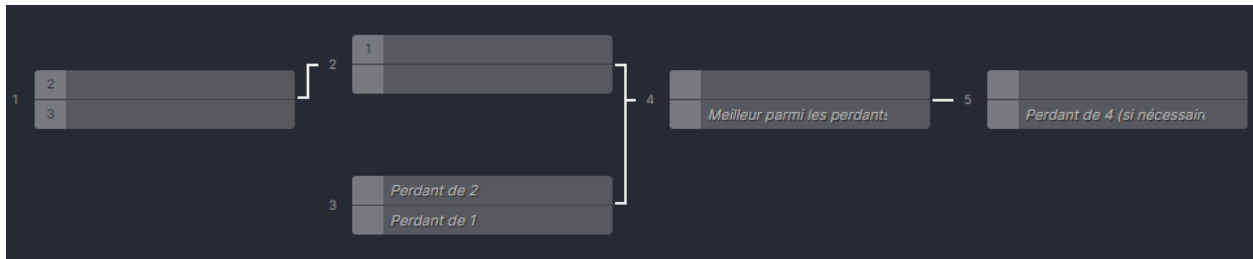 1
2
3
2
1
3
Perdant de 2
Perdant de 1
4
Meilleur parmi les perdants
5
Perdant de 4 (si nécessain